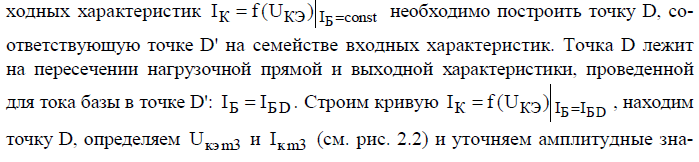 ходных характеристик I_К = f(U_КЭ)|_{I_Б=const} необходимо построить точку D, со-
ответствующую точке D' на семействе входных характеристик. Точка D лежит
на пересечении нагрузочной прямой и выходной характеристики, проведенной
для тока базы в точке D': I_Б = I_БD. Строим кривую I_К = f(U_КЭ)|_{I_Б=I_БD}, находим
точку D, определяем U_кэm3 и I_кm3 (см. рис. 2.2) и уточняем амплитудные зна-